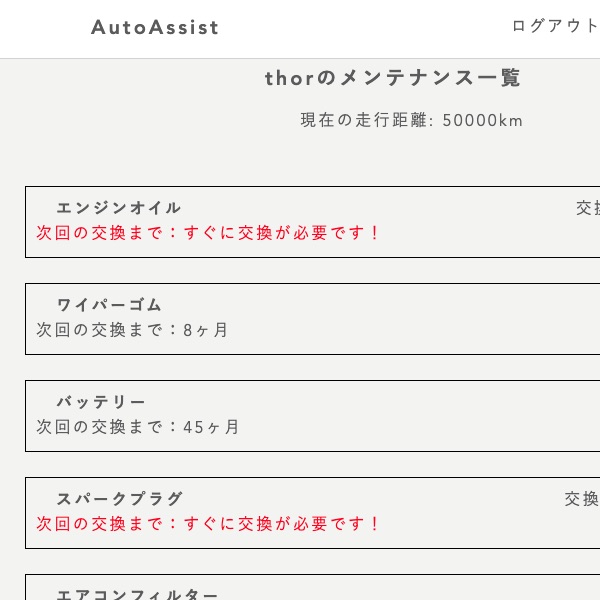 AutoAssist ログアウト
thorのメンテナンス一覧
現在の走行距離: 50000km
エンジンオイル 交換
次回の交換まで：すぐに交換が必要です！
ワイパーゴム
次回の交換まで：8ヶ月
バッテリー
次回の交換まで：45ヶ月
スパークプラグ 交換
次回の交換まで：すぐに交換が必要です！
エアコンフィルター